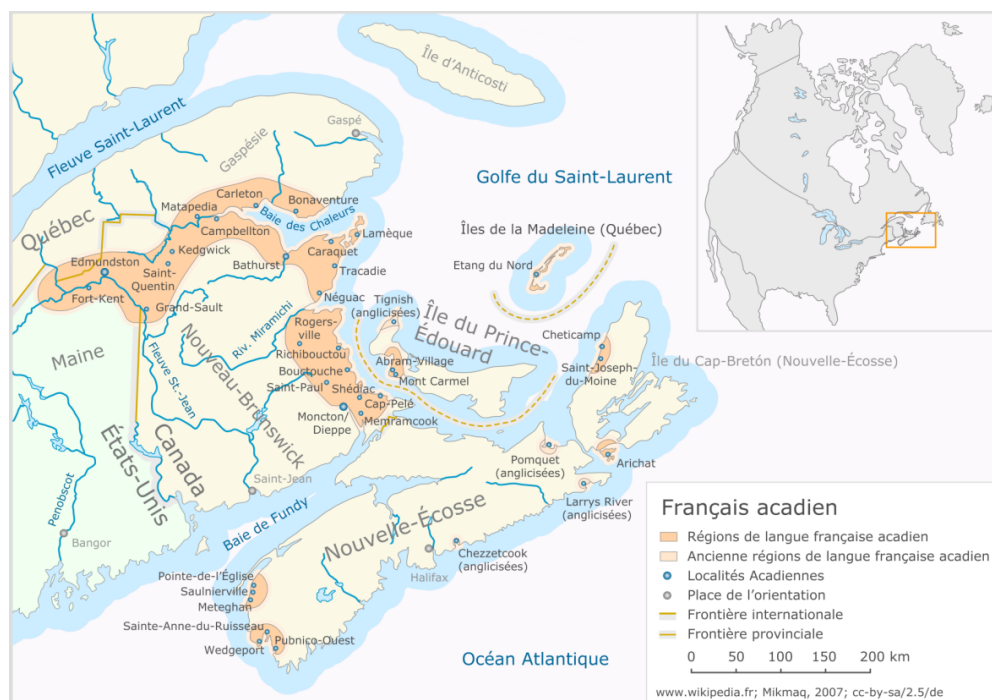 Île d'Anticosti
Fleuve Saint-Laurent
Gaspé
Gaspésie
Golfe du Saint-Laurent
Carleton
Matapedia
Bonaventure
Baie des Chaleurs
Québec
Campbellton
Lamèque
Îles de la Madeleine (Québec)
Kedgwick
Caraquet
Edmundston
Bathurst
Tracadie
Etang du Nord
Saint-
Quentin
Fort-Kent
Néguac
Tignish
(anglicisées)
Grand-Sault
Île du Prince-
Édouard
Riv. Miramichi
Rogers-
ville
Cheticamp
Maine
Richibouctou
Abram-Village
Saint-Joseph-
du-Moine
Île du Cap-Bretón (Nouvelle-Écosse)
Fleuve St.-Jean
Nouveau-Brunswick
Bourtouche
Mont Carmel
Saint-Paul
Shédiac
Cap-Pelé
Moncton/
Dieppe
Memramcook
États-Unis
Canada
Pomquet
(anglicisées)
Arichat
Penobscot
Saint-Jean
Larrys River
(anglicisées)
Bangor
Baie de Fundy
Nouvelle-Écosse
Chezzetcook
(anglicisées)
Halifax
Pointe-de-l'Église
Saulnierville
Meteghan
Sainte-Anne-du-Ruisseau
Pubnico-Ouest
Wedgeport
Océan Atlantique
Français acadien
Régions de langue française acadien
Ancienne régions de langue française acadien
Localités Acadiennes
Place de l'orientation
Frontière internationale
Frontière provinciale
0 50 100 150 200 km
www.wikipedia.fr; Mikmaq, 2007; cc-by-sa/2.5/de